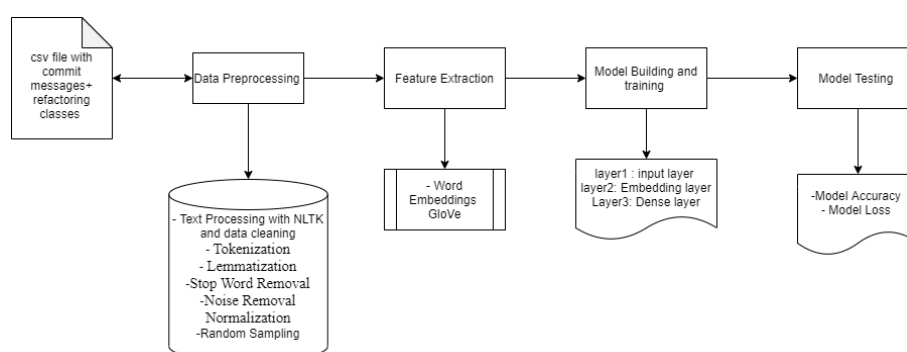 csv file with
commit
messages+
refactoring
classes
Data Preprocessing
Feature Extraction
Model Building and
training
Model Testing
- Text Processing with NLTK
and data cleaning
- Tokenization
- Lemmatization
-Stop Word Removal
-Noise Removal
Normalization
-Random Sampling
- Word
Embeddings
GloVe
layer1 : input layer
layer2: Embedding layer
Layer3: Dense layer
-Model Accuracy
- Model Loss